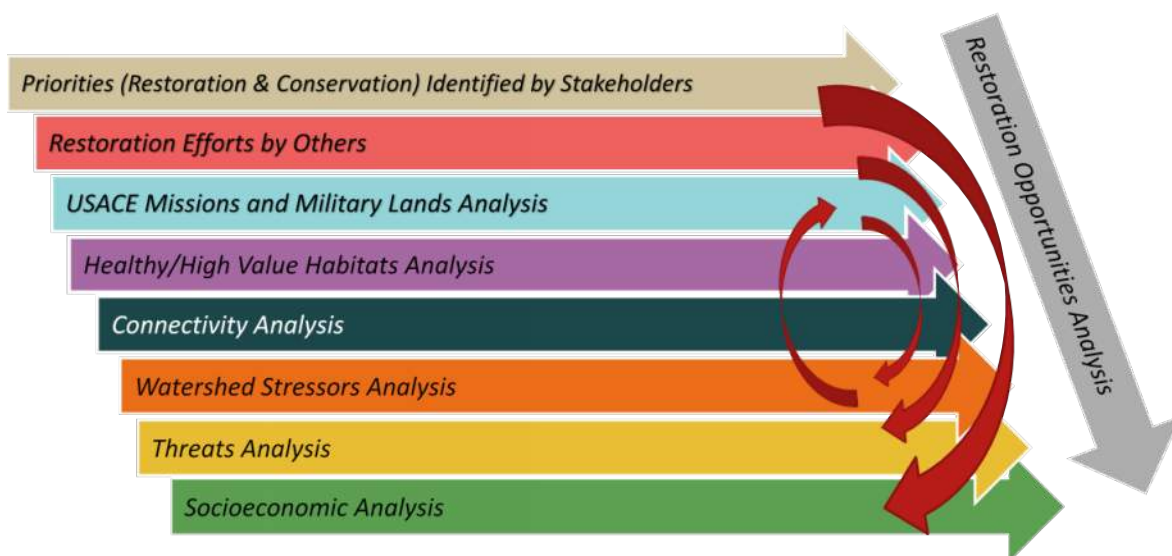 Priorities (Restoration & Conservation) Identified by Stakeholders
Restoration Efforts by Others
USACE Missions and Military Lands Analysis
Healthy/High Value Habitats Analysis
Connectivity Analysis
Watershed Stressors Analysis
Threats Analysis
Socioeconomic Analysis
Restoration Opportunities Analysis